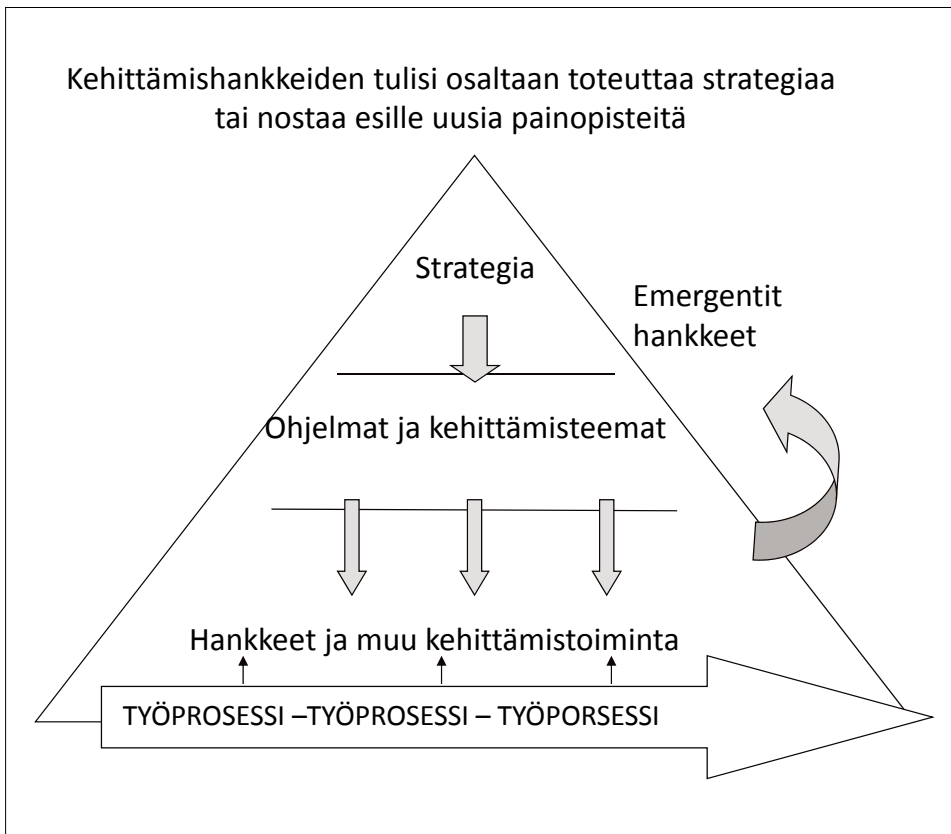 Kehittämishankkeiden tulisi osaltaan toteuttaa strategiaa
tai nostaa esille uusia painopisteitä
Strategia
Emergentit
hankkeet
Ohjelmat ja kehittämisteemat
Hankkeet ja muu kehittämistoiminta
TYÖPROSESSI –TYÖPROSESSI – TYÖPORSESSI